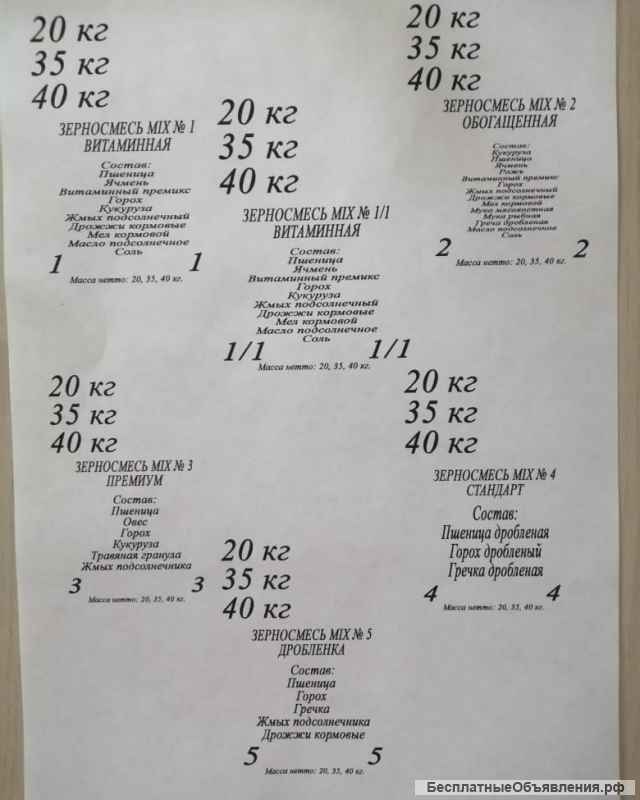 20 кг
35 кг
40 кг
ЗЕРНОСМЕСЬ MIX № 1
ВИТАМИННАЯ
Состав:
Пшеница
Ячмень
Витаминный премикс
Горох
Кукуруза
Жмых подсолнечный
Дрожжи кормовые
Мел кормовой
Масло подсолнечное
Соль
1 1
Масса нетто: 20, 35, 40 кг.
20 кг
35 кг
40 кг
ЗЕРНОСМЕСЬ MIX № 1/1
ВИТАМИННАЯ
Состав:
Пшеница
Ячмень
Витаминный премикс
Горох
Кукуруза
Жмых подсолнечный
Дрожжи кормовые
Мел кормовой
Масло подсолнечное
Соль
1/1 1/1
Масса нетто: 20, 35, 40 кг.
20 кг
35 кг
40 кг
ЗЕРНОСМЕСЬ MIX № 2
ОБОГАЩЕННАЯ
Состав:
Кукуруза
Пшеница
Ячмень
Рожь
Витаминный премикс
Горох
Жмых подсолнечный
Дрожжи кормовые
Мел кормовой
Мука мясокостная
Мука рыбная
Греча дробленая
Масло подсолнечное
Соль
2 2
Масса нетто: 20, 35, 40 кг.
20 кг
35 кг
40 кг
ЗЕРНОСМЕСЬ MIX № 3
ПРЕМИУМ
Состав:
Пшеница
Овес
Горох
Кукуруза
Травяная гранула
Жмых подсолнечника
3 3
Масса нетто: 20, 35, 40 кг.
20 кг
35 кг
40 кг
ЗЕРНОСМЕСЬ MIX № 4
СТАНДАРТ
Состав:
Пшеница дробленая
Горох дробленый
Гречка дробленая
4 4
Масса нетто: 20, 35, 40 кг.
20 кг
35 кг
40 кг
ЗЕРНОСМЕСЬ MIX № 5
ДРОБЛЕНКА
Состав:
Пшеница
Горох
Гречка
Жмых подсолнечника
Дрожжи кормовые
5 5
Масса нетто: 20, 35, 40 кг.
БесплатныеОбъявления.рф